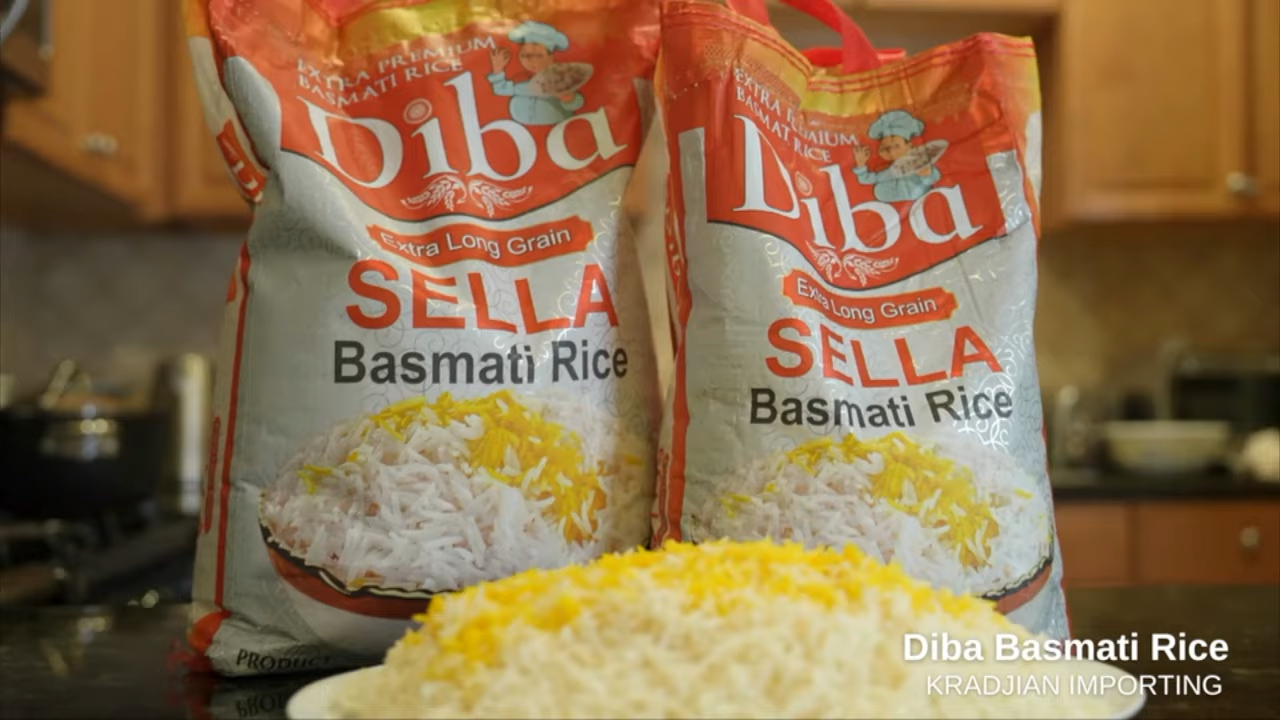 EXTRA PREMIUM
BASMATI RICE
Diba
Extra Long Grain
SELLA
Basmati Rice
PRODUCT
EXTRA PREMIUM
BASMATI RICE
Diba
Extra Long Grain
SELLA
Basmati Rice
Diba Basmati Rice
KRADJIAN IMPORTING